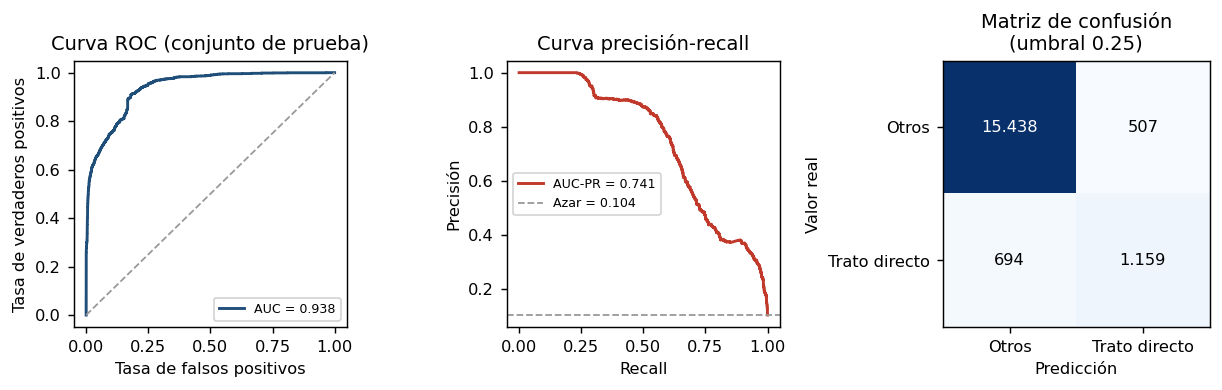 Curva ROC (conjunto de prueba)
Tasa de verdaderos positivos
1.0
0.8
0.6
0.4
0.2
0.0
AUC = 0.938
0.00 0.25 0.50 0.75 1.00
Tasa de falsos positivos
Curva precisión-recall
Precisión
1.0
0.8
0.6
0.4
0.2
AUC-PR = 0.741
Azar = 0.104
0.00 0.25 0.50 0.75 1.00
Recall
Matriz de confusión
(umbral 0.25)
Valor real
Otros 15.438 507
Trato directo 694 1.159
Otros Trato directo
Predicción